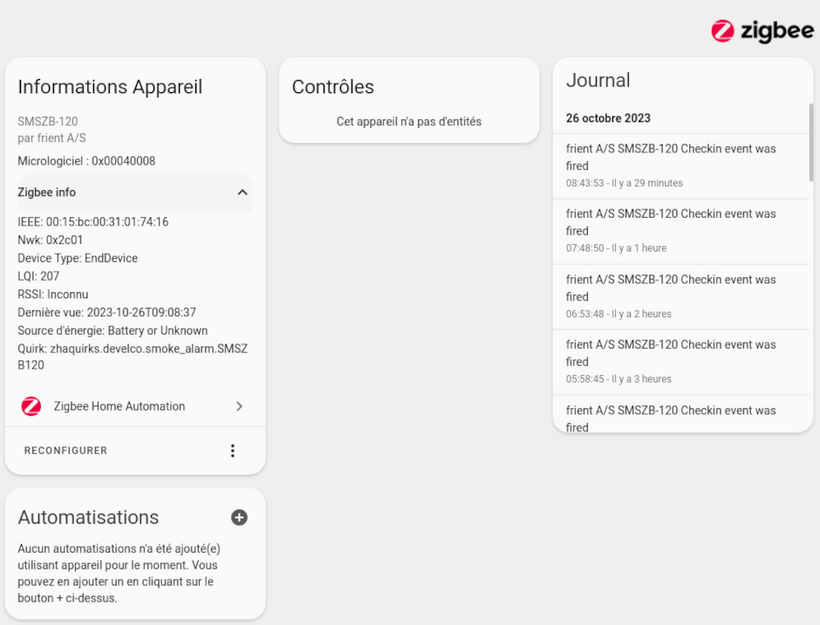 zigbee
Informations Appareil
SMSZB-120
par frient A/S
Micrologiciel : 0x00040008
Zigbee info
IEEE: 00:15:bc:00:31:01:74:16
Nwk: 0x2c01
Device Type: EndDevice
LQI: 207
RSSI: Inconnu
Dernière vue: 2023-10-26T09:08:37
Source d'énergie: Battery or Unknown
Quirk: zhaquirks.develco.smoke_alarm.SMSZ
B120
Zigbee Home Automation
RECONFIGURER
Automatisations
Aucun automatisations n'a été ajouté(e)
utilisant appareil pour le moment. Vous
pouvez en ajouter un en cliquant sur le
bouton + ci-dessus.
Contrôles
Cet appareil n'a pas d'entités
Journal
26 octobre 2023
frient A/S SMSZB-120 Checkin event was
fired
08:43:53 - Il y a 29 minutes
frient A/S SMSZB-120 Checkin event was
fired
07:48:50 - Il y a 1 heure
frient A/S SMSZB-120 Checkin event was
fired
06:53:48 - Il y a 2 heures
frient A/S SMSZB-120 Checkin event was
fired
05:58:45 - Il y a 3 heures
frient A/S SMSZB-120 Checkin event was
fired